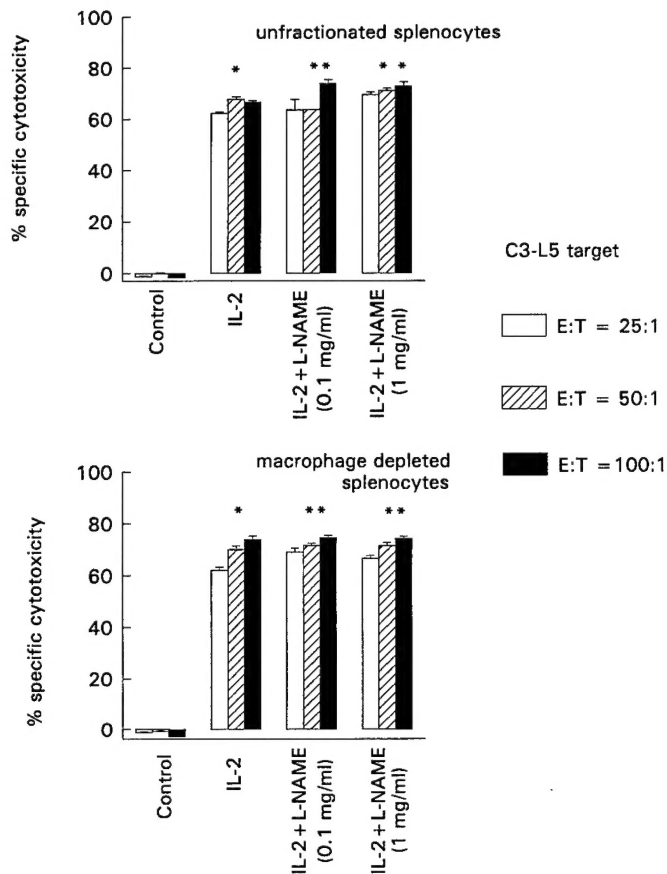 unfractionated splenocytes
100
80
60
40
20
0
% specific cytotoxicity
* ** * *
Control
IL-2
IL-2 + L-NAME
(0.1 mg/ml)
IL-2 + L-NAME
(1 mg/ml)
C3-L5 target
E:T = 25:1
E:T = 50:1
E:T = 100:1
macrophage depleted
splenocytes
100
80
60
40
20
0
% specific cytotoxicity
* ** **
Control
IL-2
IL-2 + L-NAME
(0.1 mg/ml)
IL-2 + L-NAME
(1 mg/ml)